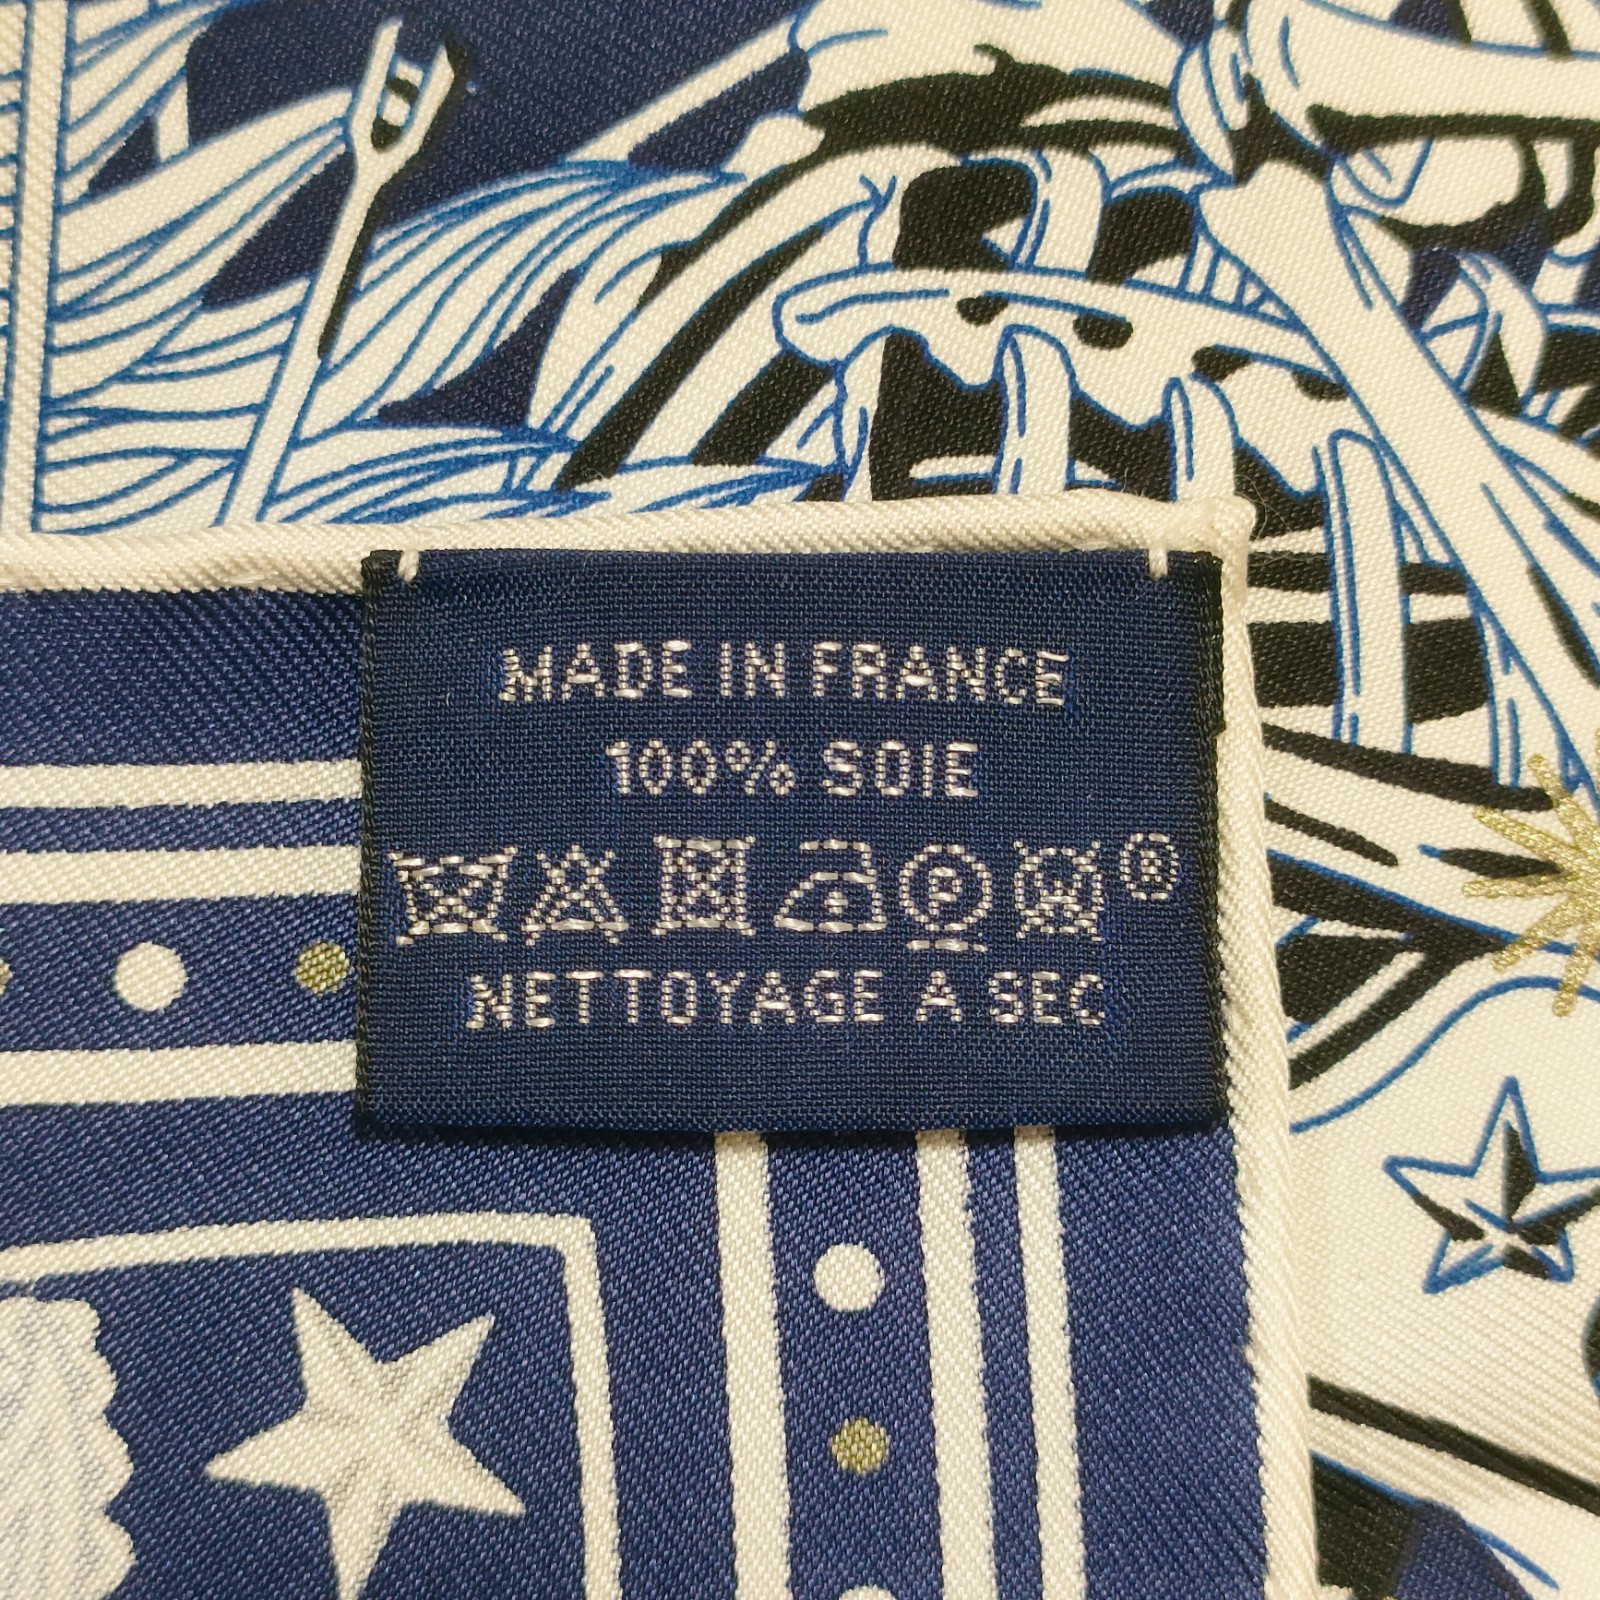 MADE IN FRANCE
100% SOIE
P W ®
NETTOYAGE A SEC